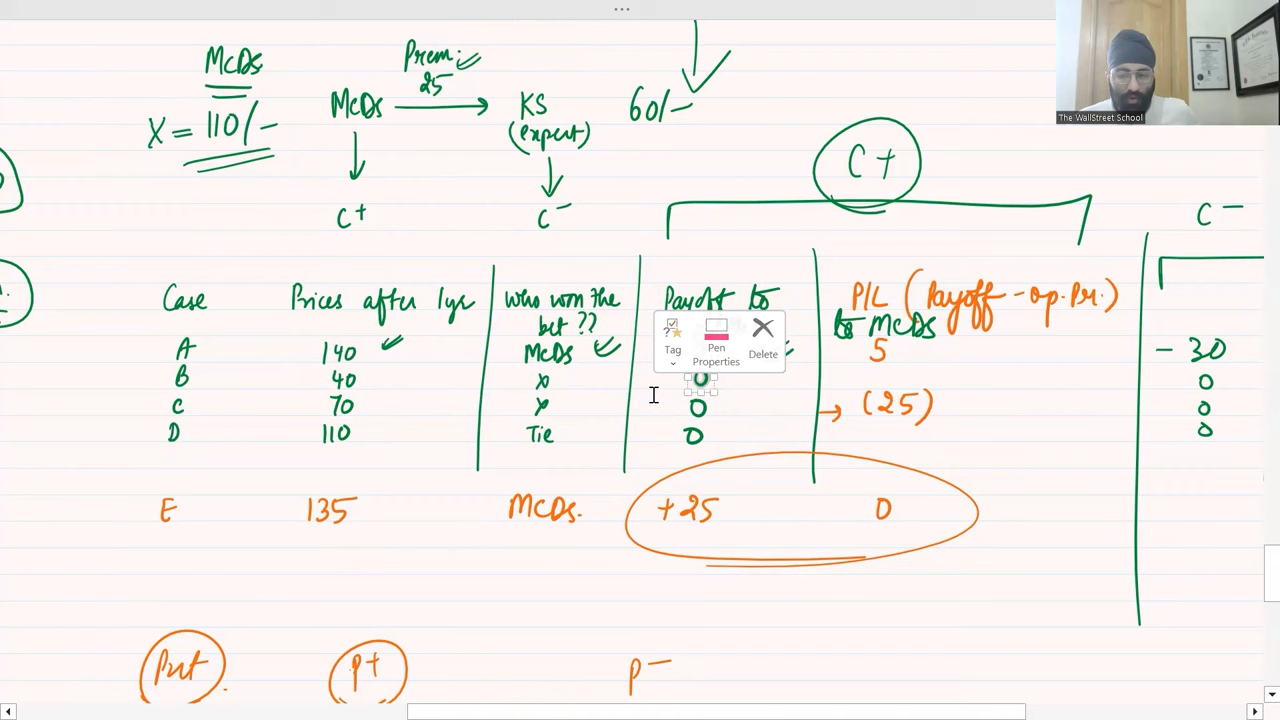 McDs
X = 110/-
Prem.
25
McDs → KS
(expert)
60/-
C+
C-
C+
C-
The WallStreet School
Case
Prices after 1yr
Who won the bet ??
Payoff to
P/L (Payoff - op. Pr.)
to McDs
A 140 McDs 5 - 30
B 40 x 0 0
C 70 x 0 → (25) 0
D 110 Tie 0 0
E 135 McDs. +25 0
Tag
Pen
Properties
Delete
Put
P+
P-